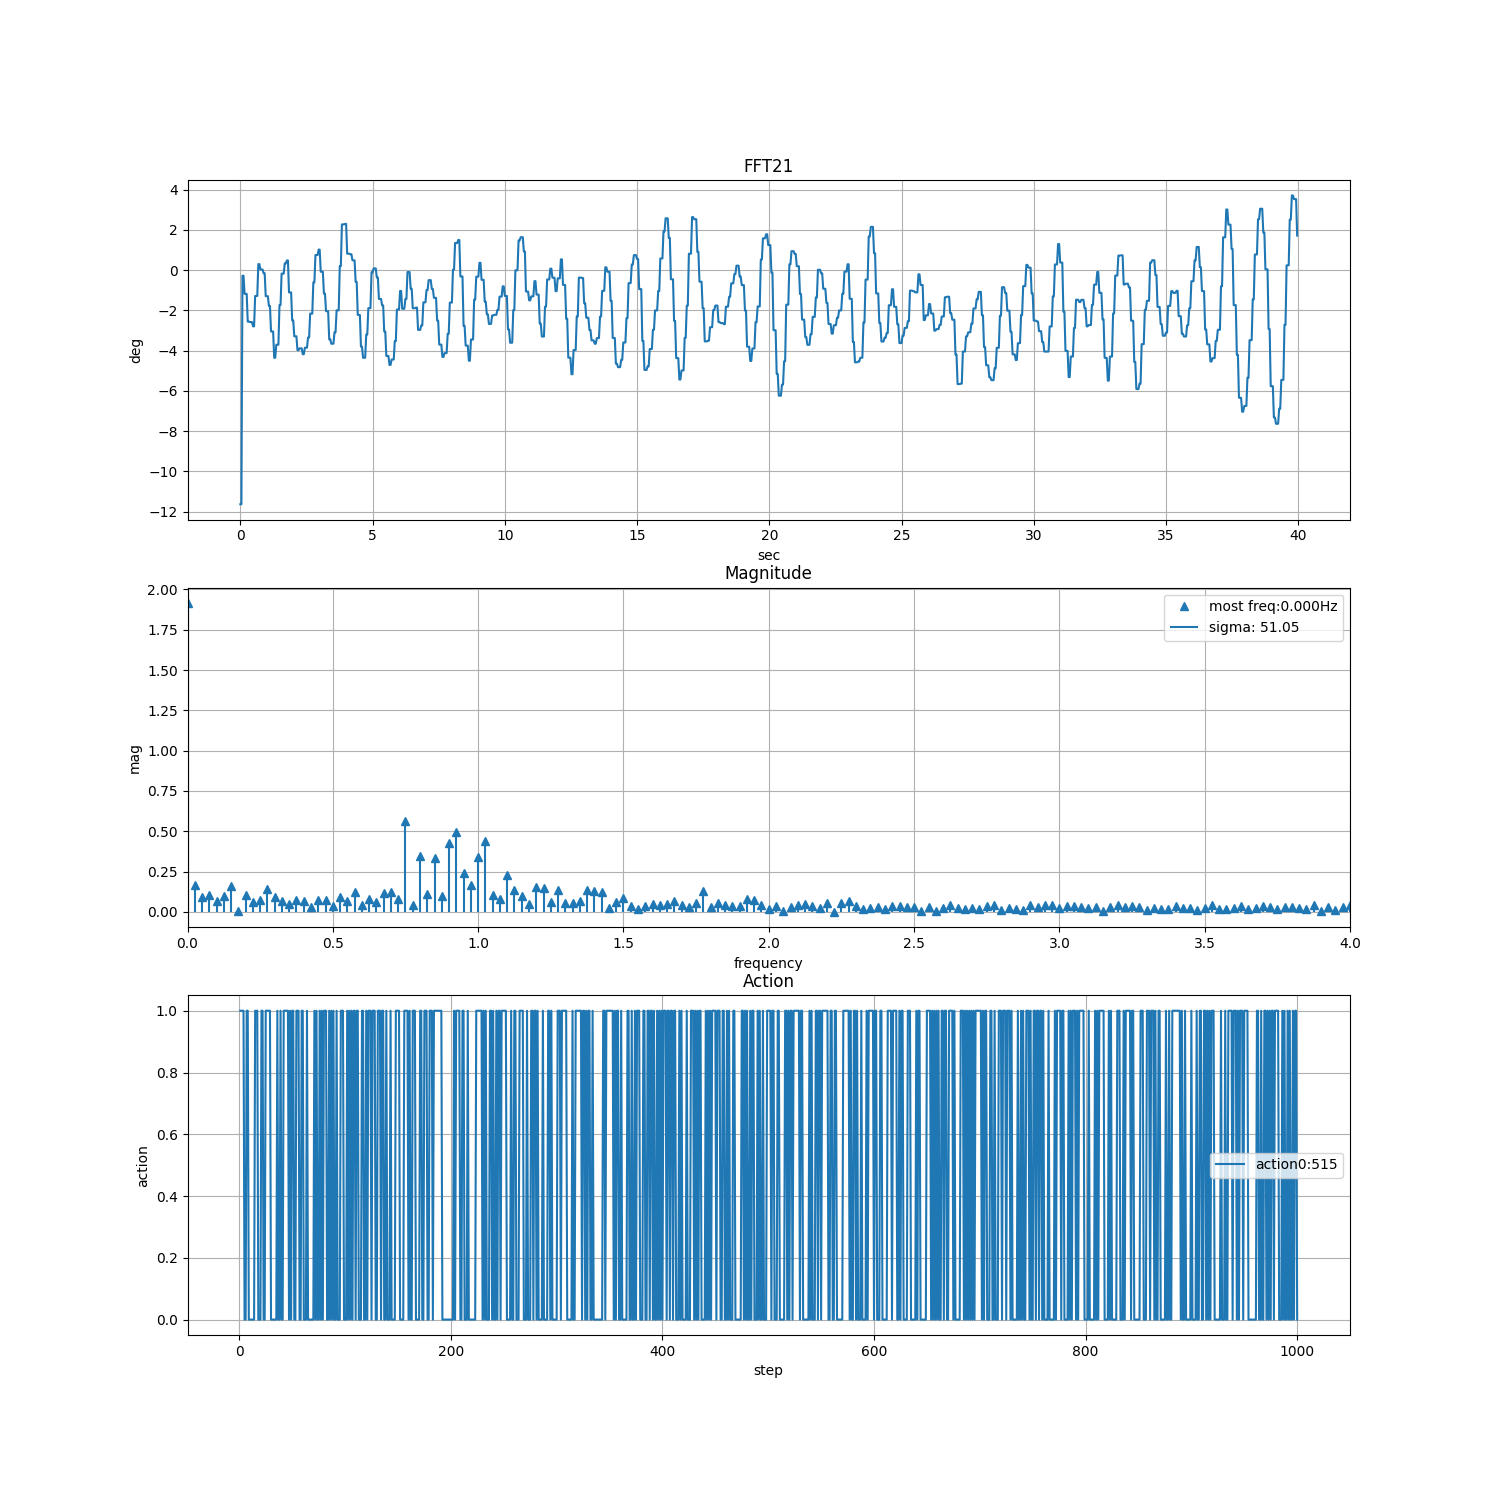 FFT21
4
2
0
−2
−4
−6
−8
−10
−12
deg
0 5 10 15 20 25 30 35 40
sec
Magnitude
2.00
1.75
1.50
1.25
1.00
0.75
0.50
0.25
0.00
mag
most freq:0.000Hz
sigma: 51.05
0.0 0.5 1.0 1.5 2.0 2.5 3.0 3.5 4.0
frequency
Action
1.0
0.8
0.6
0.4
0.2
0.0
action
action0:515
0 200 400 600 800 1000
step